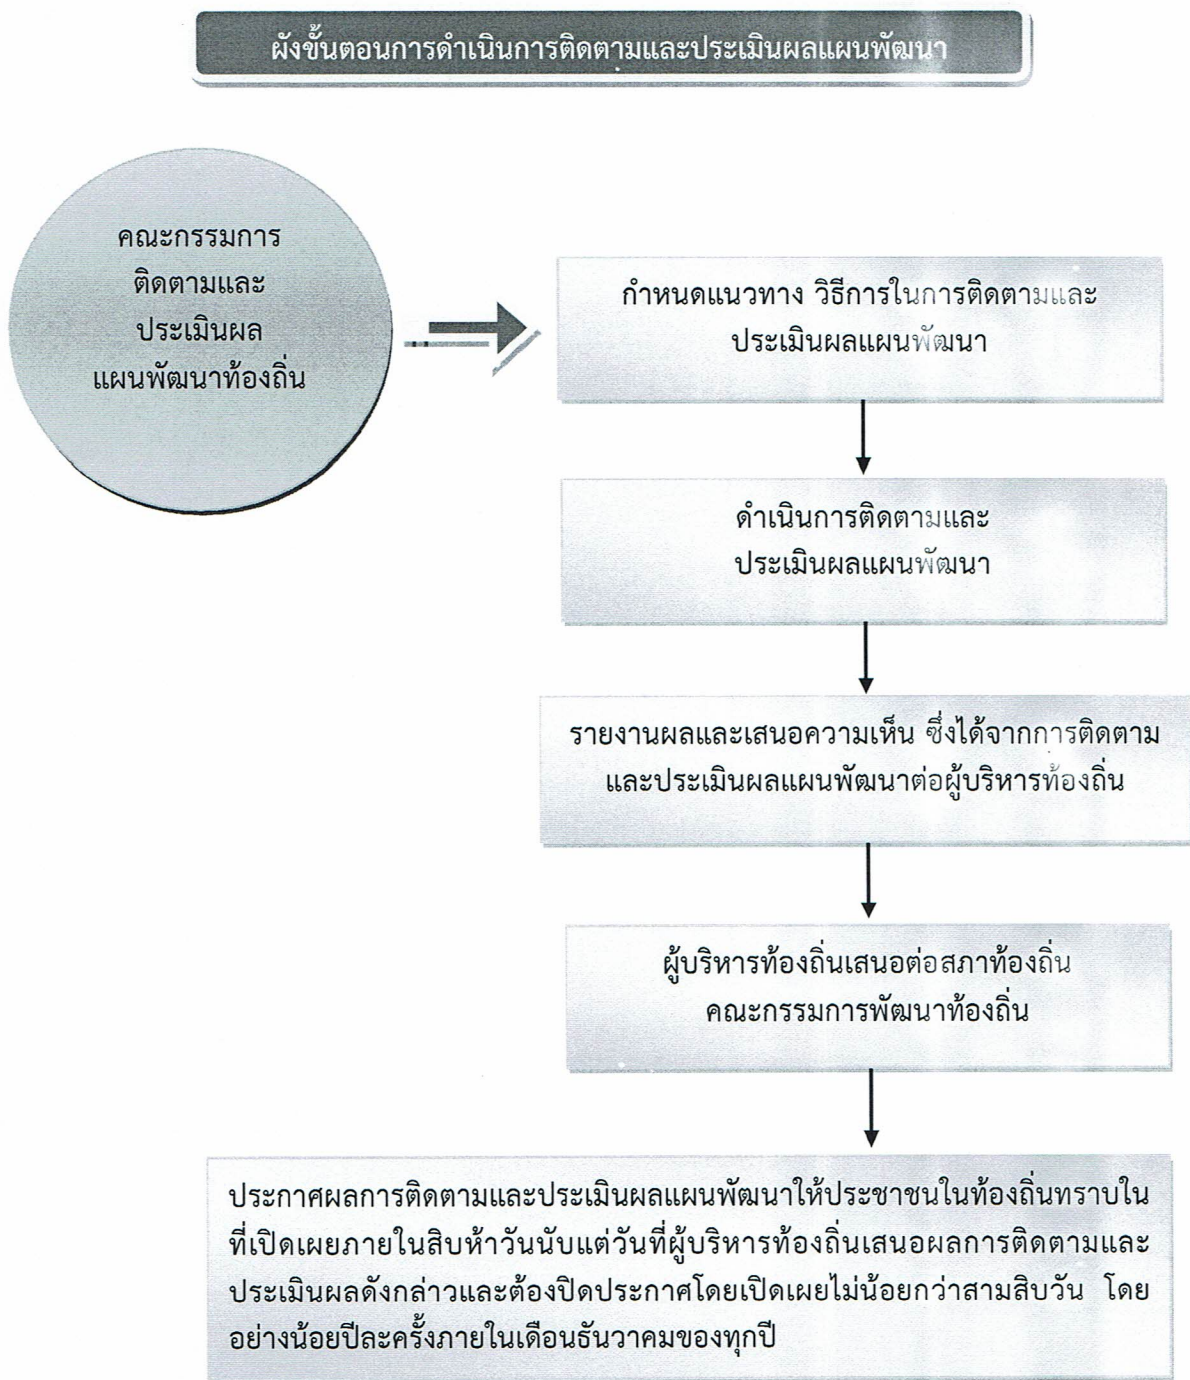 ผังขั้นตอนการดำเนินการติดตามและประเมินผลแผนพัฒนา
คณะกรรมการ
ติดตามและ
ประเมินผล
แผนพัฒนาท้องถิ่น
กำหนดแนวทาง วิธีการในการติดตามและ
ประเมินผลแผนพัฒนา
ดำเนินการติดตามและ
ประเมินผลแผนพัฒนา
รายงานผลและเสนอความเห็น ซึ่งได้จากการติดตาม
และประเมินผลแผนพัฒนาต่อผู้บริหารท้องถิ่น
ผู้บริหารท้องถิ่นเสนอต่อสภาท้องถิ่น
คณะกรรมการพัฒนาท้องถิ่น
ประกาศผลการติดตามและประเมินผลแผนพัฒนาให้ประชาชนในท้องถิ่นทราบใน
ที่เปิดเผยภายในสิบห้าวันนับแต่วันที่ผู้บริหารท้องถิ่นเสนอผลการติดตามและ
ประเมินผลดังกล่าวและต้องปิดประกาศโดยเปิดเผยไม่น้อยกว่าสามสิบวัน โดย
อย่างน้อยปีละครั้งภายในเดือนธันวาคมของทุกปี